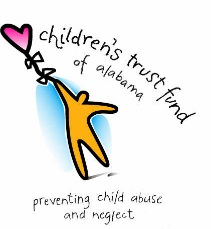 children's trust fund
of alabama
preventing child abuse
and neglect